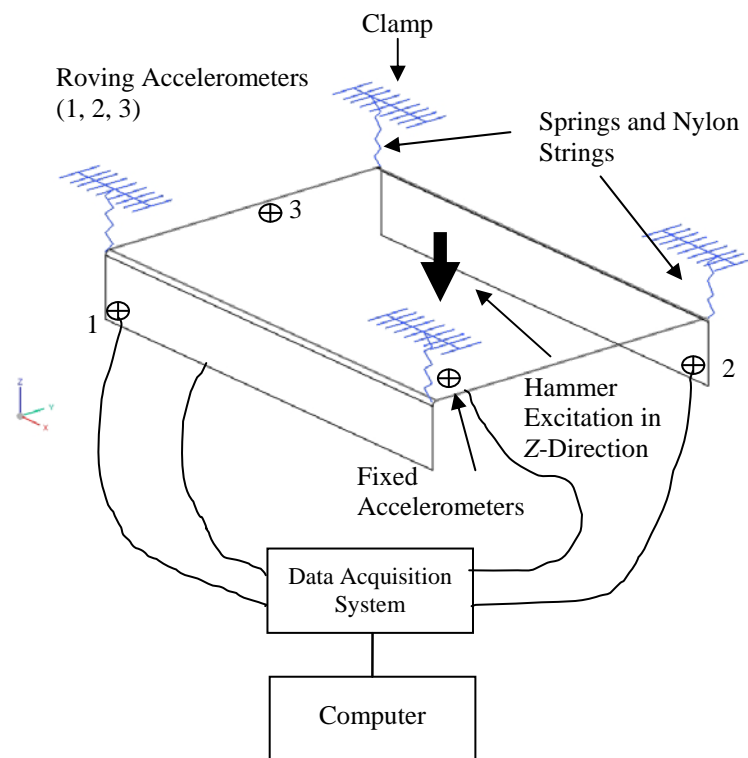 Clamp
Roving Accelerometers
(1, 2, 3)
Springs and Nylon
Strings
3
1
2
Hammer
Excitation in
Z-Direction
Fixed
Accelerometers
Z
Y
X
Data Acquisition
System
Computer